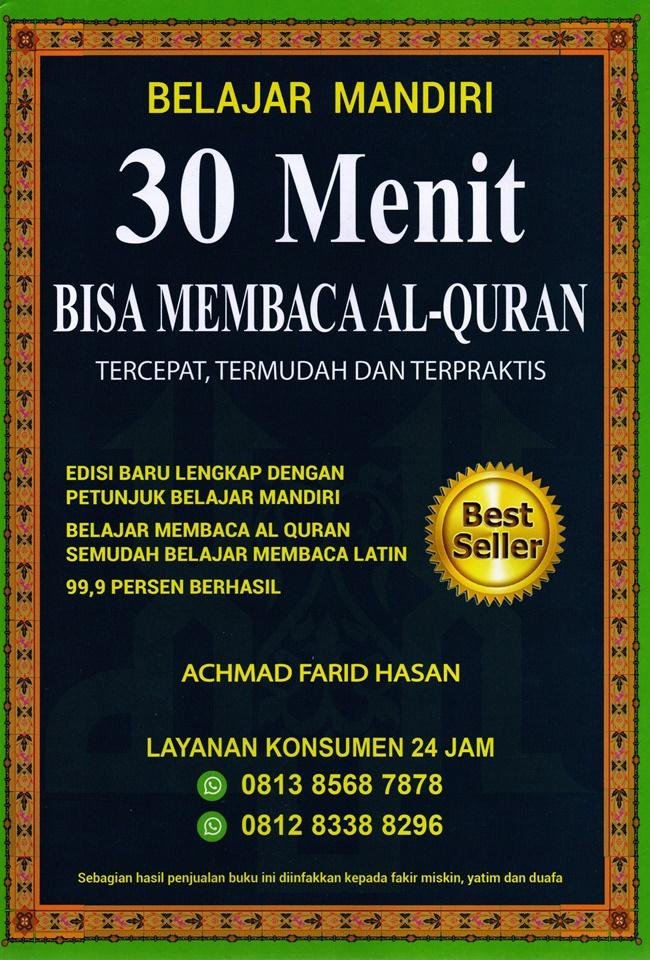 BELAJAR MANDIRI
30 Menit
BISA MEMBACA AL-QURAN
TERCEPAT, TERMUDAH DAN TERPRAKTIS
EDISI BARU LENGKAP DENGAN
PETUNJUK BELAJAR MANDIRI
BELAJAR MEMBACA AL QURAN
SEMUDAH BELAJAR MEMBACA LATIN
99,9 PERSEN BERHASIL
Best
Seller
ACHMAD FARID HASAN
LAYANAN KONSUMEN 24 JAM
0813 8568 7878
0812 8338 8296
Sebagian hasil penjualan buku ini diinfakkan kepada fakir miskin, yatim dan duafa